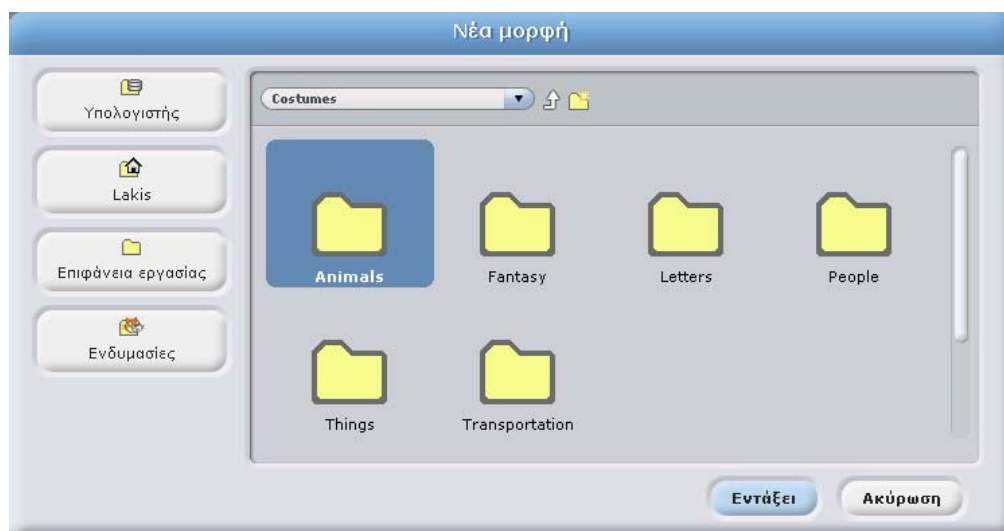 Νέα μορφή
Υπολογιστής
Costumes
Lakis
Επιφάνεια εργασίας
Ενδυμασίες
Animals
Fantasy
Letters
People
Things
Transportation
Εντάξει
Ακύρωση